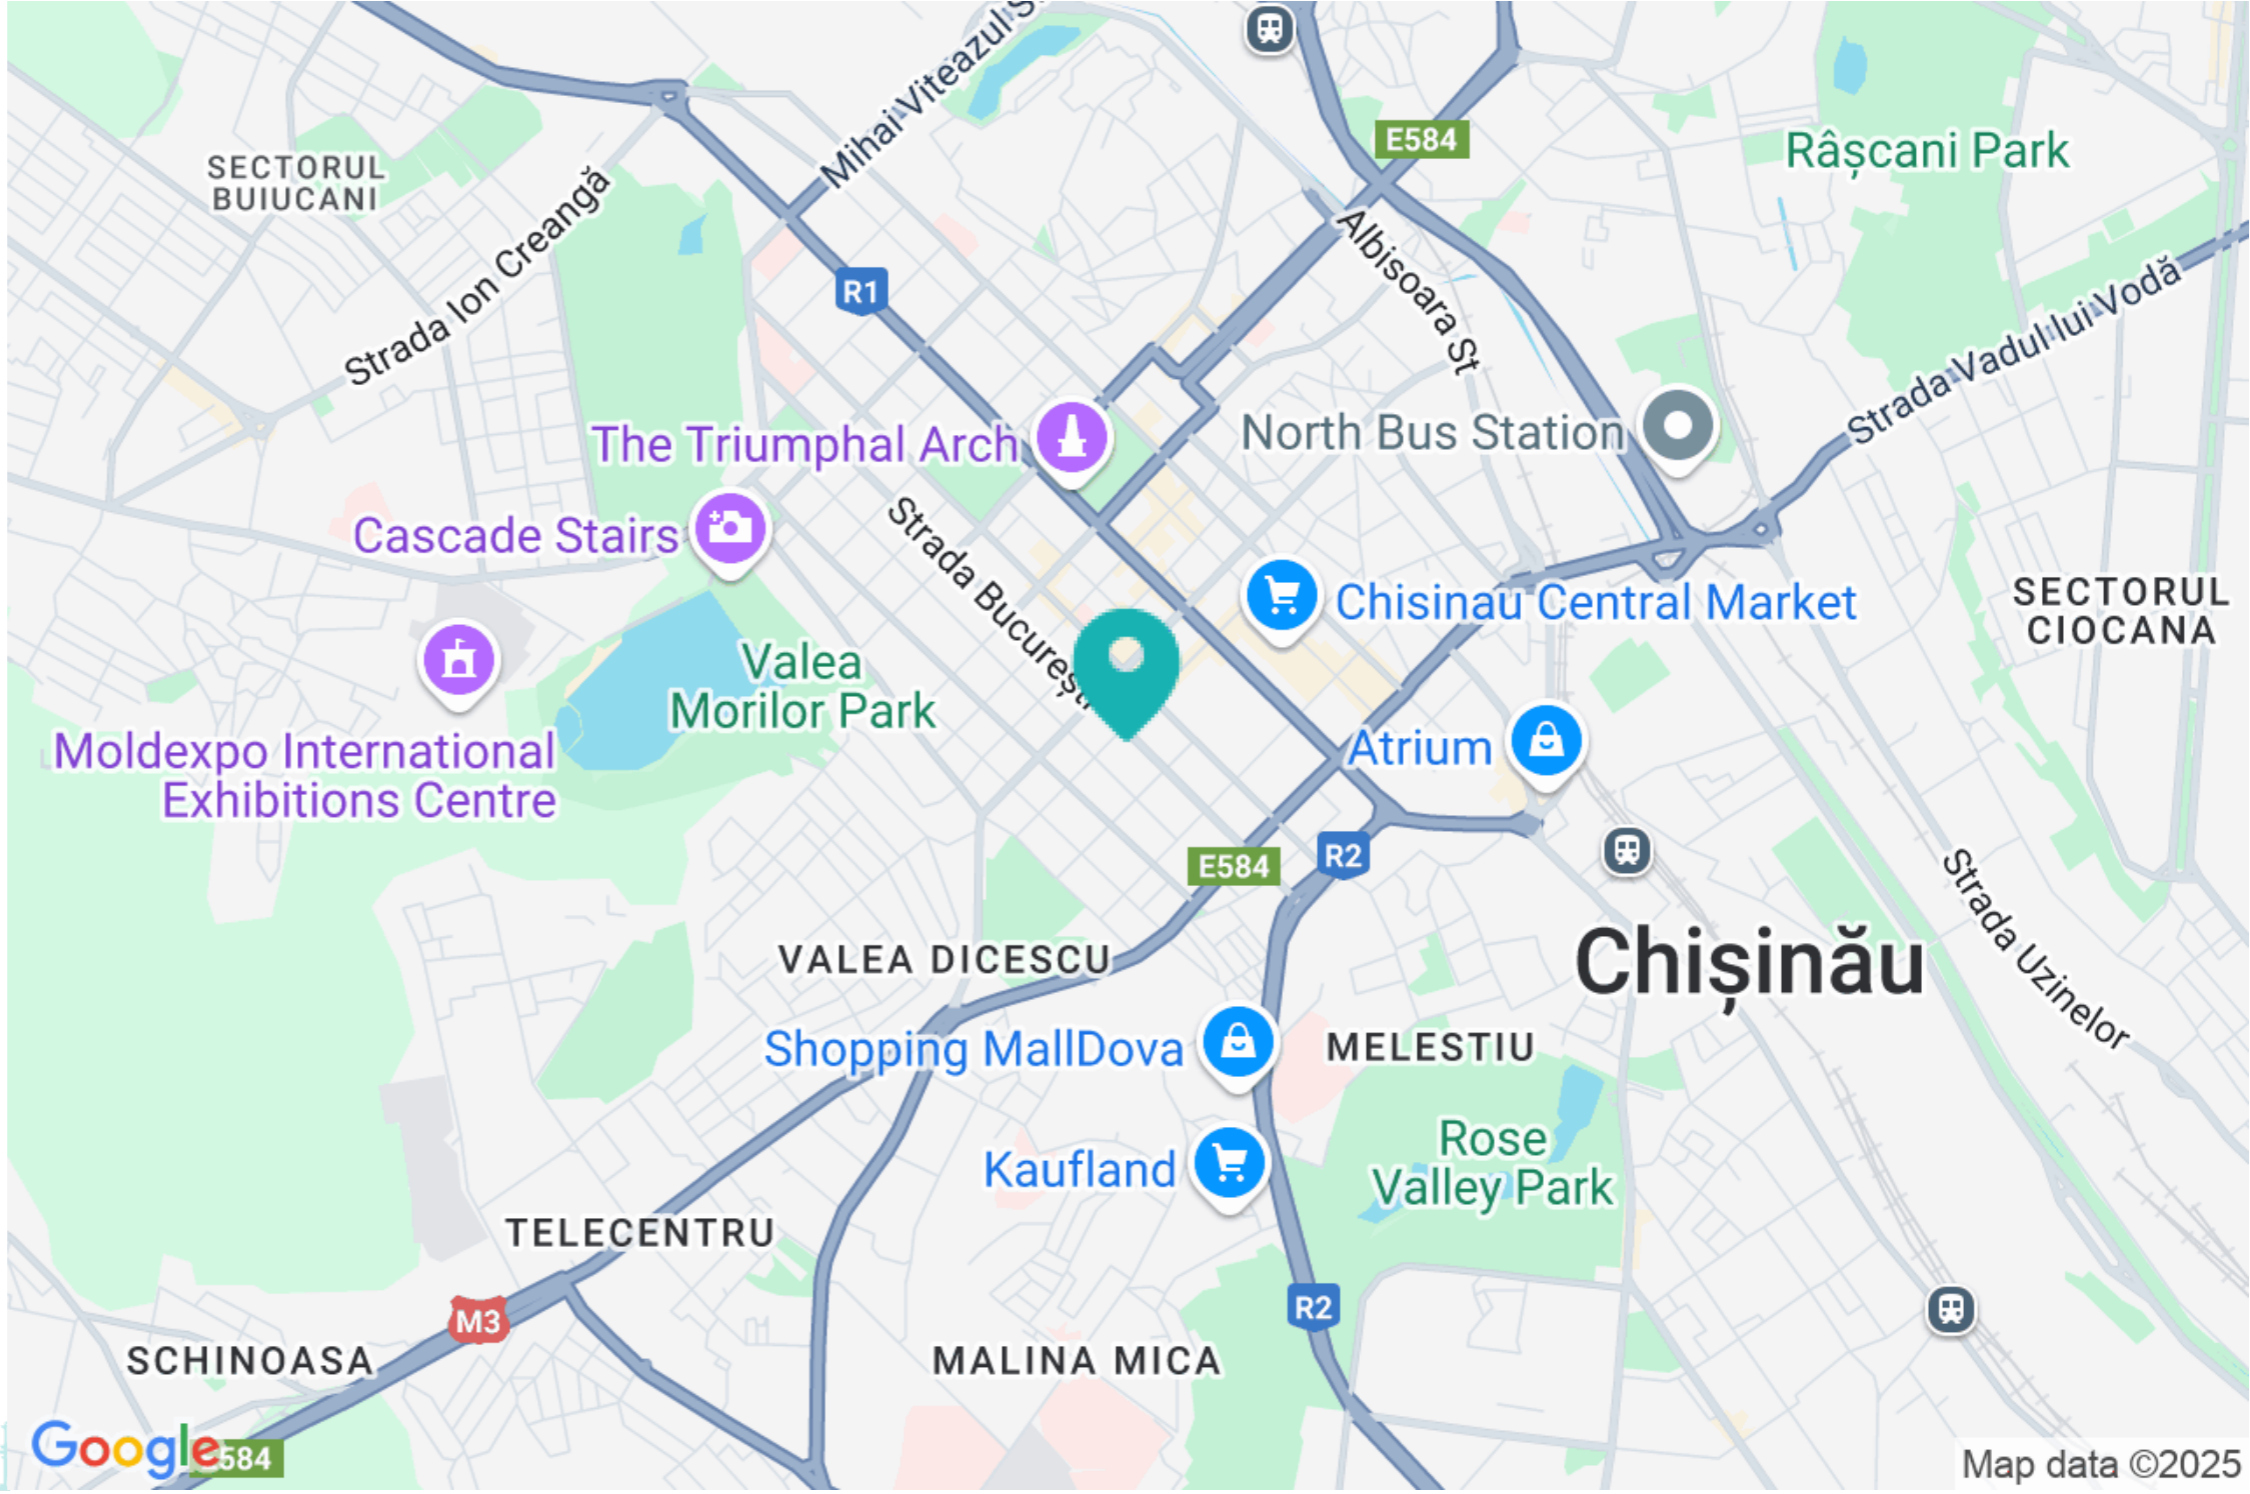 Mihai Viteazul S
E584
Râșcani Park
SECTORUL
BUIUCANI
Strada Ion Creangă
R1
Albisoara St
Strada Vadul lui Vodă
The Triumphal Arch
North Bus Station
Cascade Stairs
Strada București
Chisinau Central Market
SECTORUL
CIOCANA
Valea
Morilor Park
Moldexpo International
Exhibitions Centre
Atrium
E584
R2
Strada Uzinelor
VALEA DICESCU
Chișinău
Shopping MallDova
MELESTIU
Kaufland
Rose
Valley Park
TELECENTRU
M3
R2
SCHINOASA
MALINA MICA
Google
584
Map data ©2025